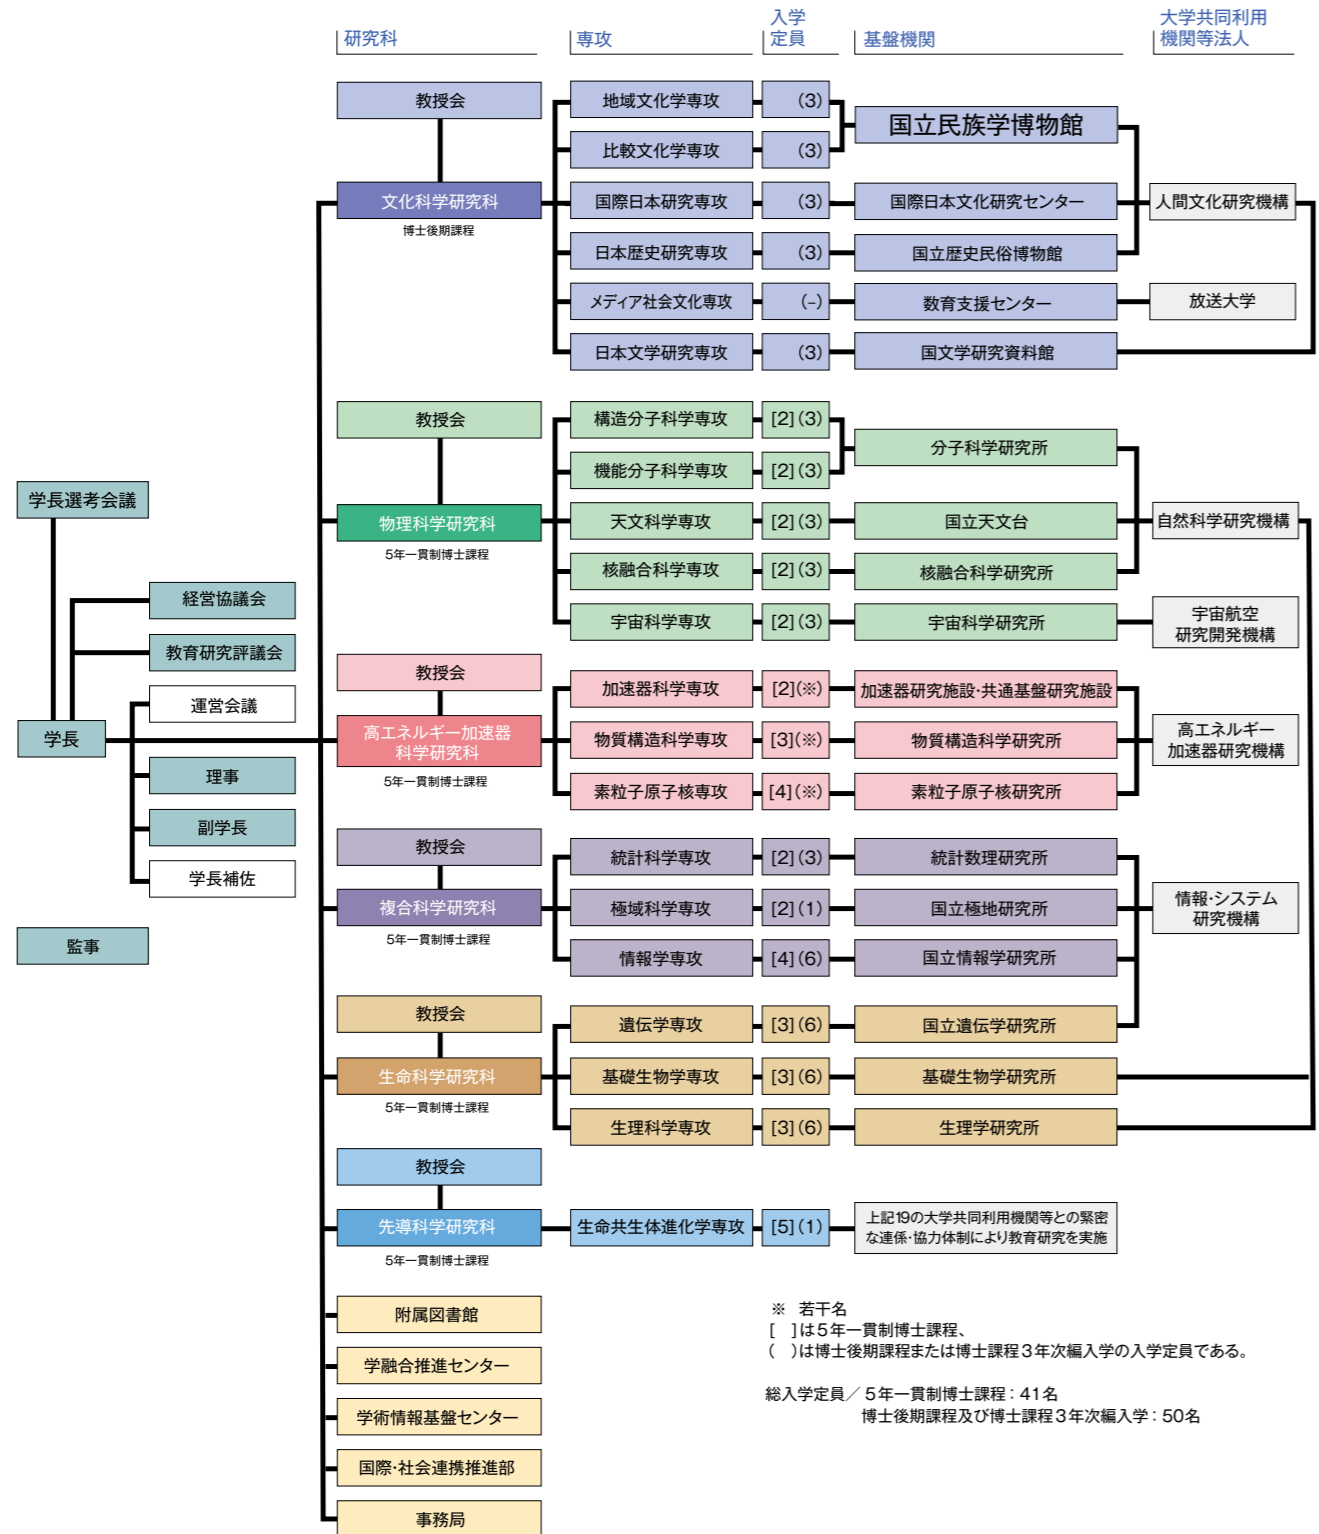 研究科
専攻
入学
定員
基盤機関
大学共同利用
機関等法人
教授会
文化科学研究科
博士後期課程
地域文化学専攻 (3)
比較文化学専攻 (3)
国立民族学博物館
国際日本研究専攻 (3) 国際日本文化研究センター
日本歴史研究専攻 (3) 国立歴史民俗博物館
人間文化研究機構
メディア社会文化専攻 (-) 数育支援センター 放送大学
日本文学研究専攻 (3) 国文学研究資料館
教授会
物理科学研究科
5年一貫制博士課程
構造分子科学専攻 [2](3)
機能分子科学専攻 [2](3)
分子科学研究所
天文科学専攻 [2](3) 国立天文台
自然科学研究機構
核融合科学専攻 [2](3) 核融合科学研究所
宇宙科学専攻 [2](3) 宇宙科学研究所
宇宙航空
研究開発機構
学長選考会議
経営協議会
教育研究評議会
運営会議
学長
理事
副学長
学長補佐
監事
教授会
高エネルギー加速器
科学研究科
5年一貫制博士課程
加速器科学専攻 [2](※) 加速器研究施設・共通基盤研究施設
物質構造科学専攻 [3](※) 物質構造科学研究所
素粒子原子核専攻 [4](※) 素粒子原子核研究所
高エネルギー
加速器研究機構
教授会
複合科学研究科
5年一貫制博士課程
統計科学専攻 [2](3) 統計数理研究所
極域科学専攻 [2](1) 国立極地研究所
情報学専攻 [4](6) 国立情報学研究所
情報・システム
研究機構
教授会
生命科学研究科
5年一貫制博士課程
遺伝学専攻 [3](6) 国立遺伝学研究所
基礎生物学専攻 [3](6) 基礎生物学研究所
生理科学専攻 [3](6) 生理学研究所
教授会
先導科学研究科
5年一貫制博士課程
生命共生体進化学専攻 [5](1)
上記19の大学共同利用機関等との緊密
な連係・協力体制により教育研究を実施
附属図書館
学融合推進センター
学術情報基盤センター
国際・社会連携推進部
事務局
※ 若干名
[ ]は5年一貫制博士課程、
( )は博士後期課程または博士課程3年次編入学の入学定員である。
総入学定員／5年一貫制博士課程：41名
博士後期課程及び博士課程3年次編入学：50名